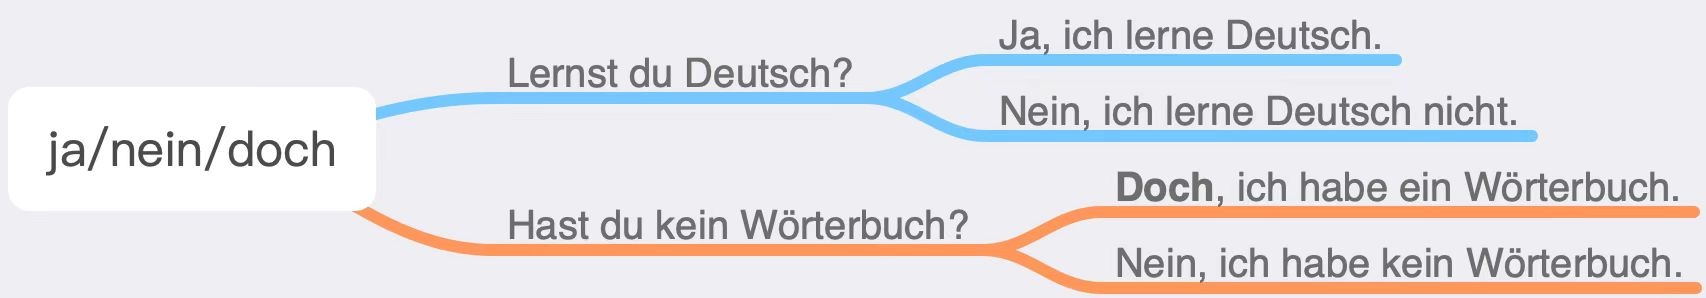 ja/nein/doch
Lernst du Deutsch?
Ja, ich lerne Deutsch.
Nein, ich lerne Deutsch nicht.
Hast du kein Wörterbuch?
Doch, ich habe ein Wörterbuch.
Nein, ich habe kein Wörterbuch.